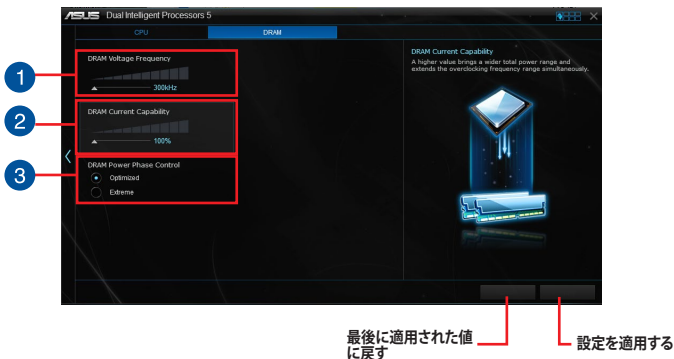 ASUS Dual Intelligent Processors 5
CPU
DRAM
1
DRAM Voltage Frequency
300kHz
2
DRAM Current Capability
100%
3
DRAM Power Phase Control
Optimized
Extreme
DRAM Current Capability
A higher value brings a wider total power range and
extends the overclocking frequency range simultaneously.
最後に適用された値
に戻す
設定を適用する